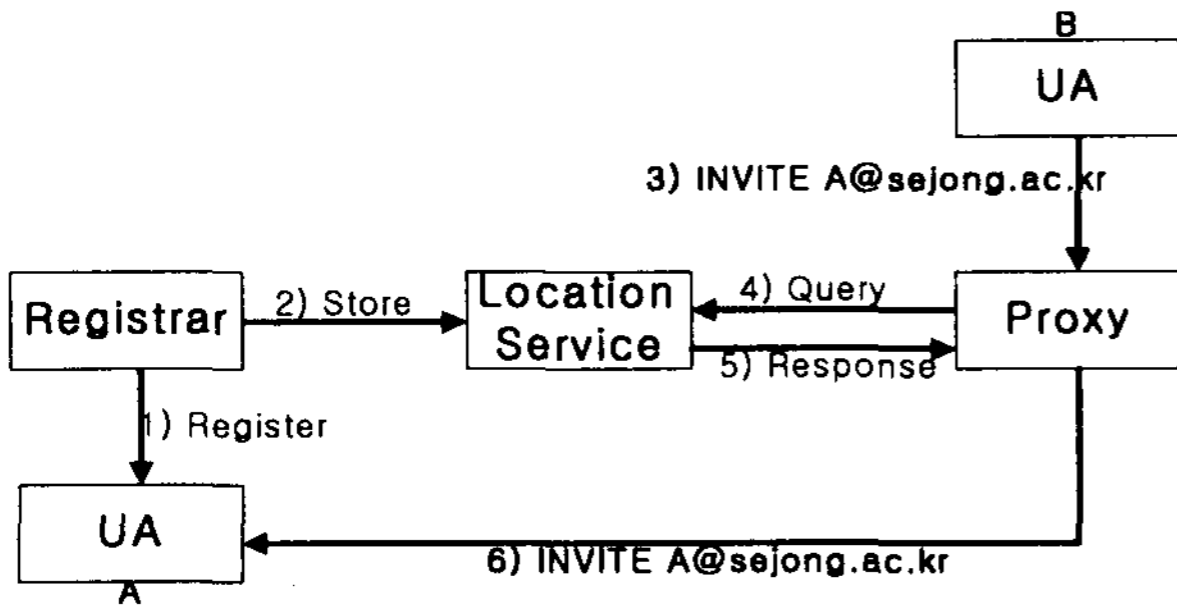 B
UA
3) INVITE A@sejong.ac.kr
Registrar
2) Store
Location
Service
4) Query
5) Response
Proxy
1) Register
UA
A
6) INVITE A@sejong.ac.kr